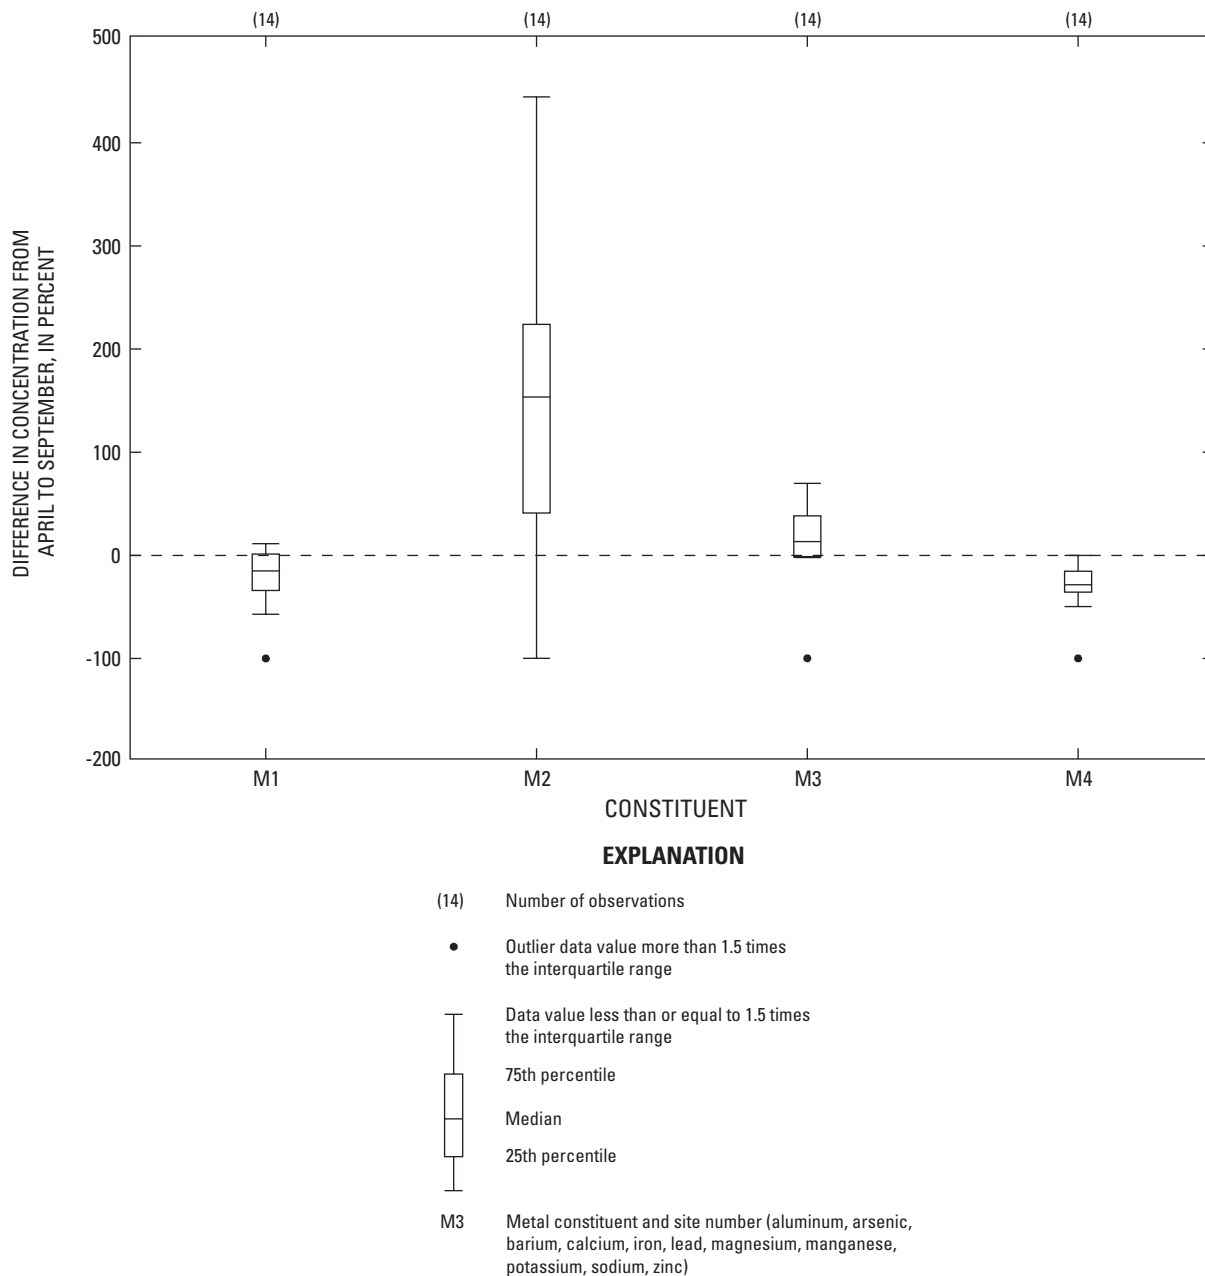 (14) (14) (14) (14)
500
400
300
200
100
0
-100
-200
DIFFERENCE IN CONCENTRATION FROM
APRIL TO SEPTEMBER, IN PERCENT
M1 M2 M3 M4
CONSTITUENT
EXPLANATION
(14) Number of observations
Outlier data value more than 1.5 times
the interquartile range
Data value less than or equal to 1.5 times
the interquartile range
75th percentile
Median
25th percentile
M3 Metal constituent and site number (aluminum, arsenic,
barium, calcium, iron, lead, magnesium, manganese,
potassium, sodium, zinc)